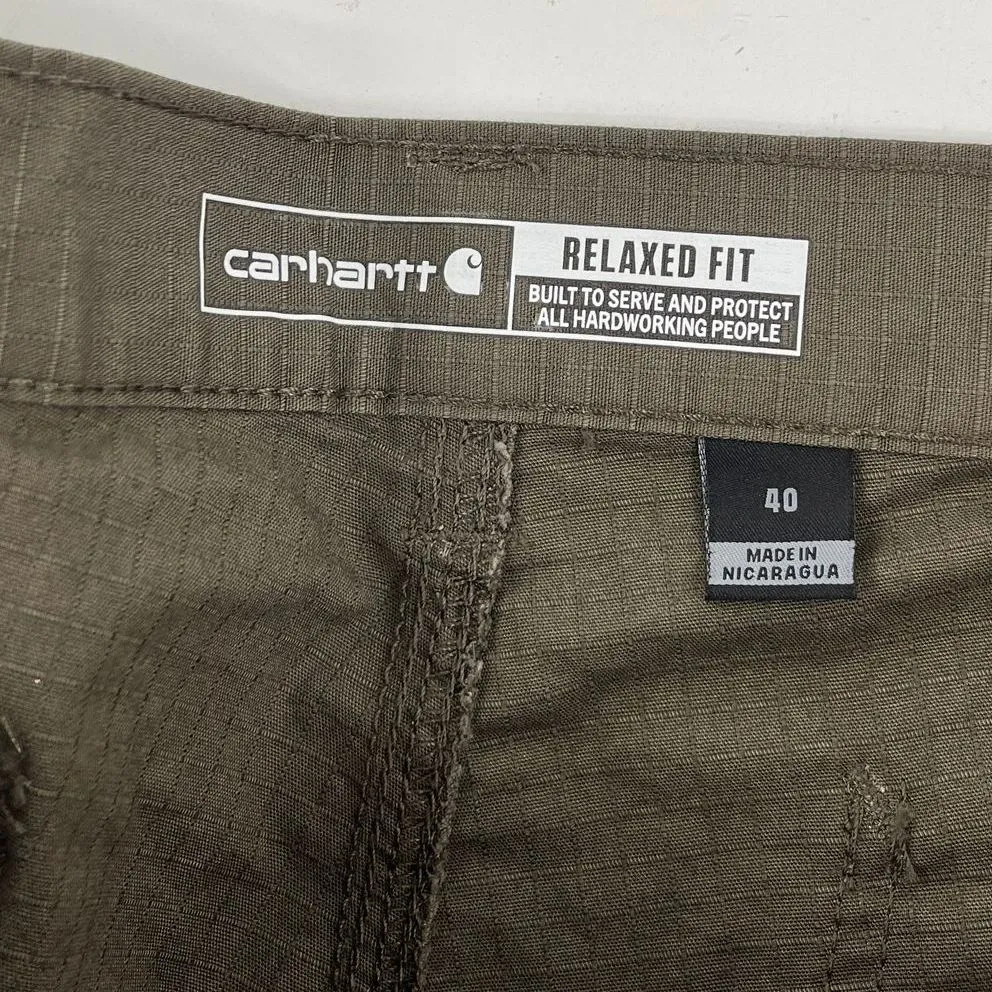 carhartt
RELAXED FIT
BUILT TO SERVE AND PROTECT
ALL HARDWORKING PEOPLE
40
MADE IN
NICARAGUA